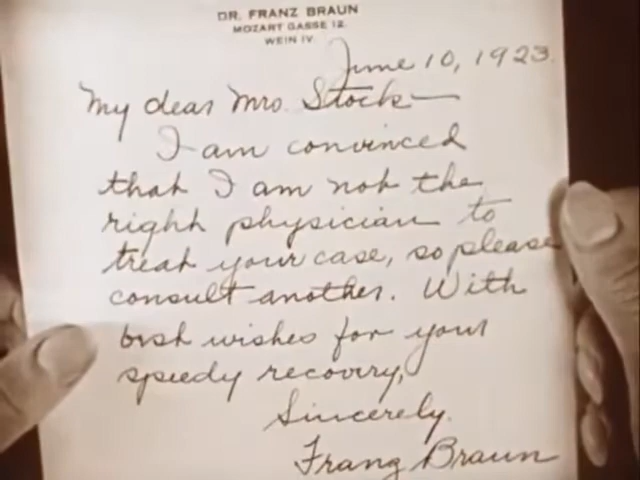 DR. FRANZ BRAUN
MOZART GASSE 12.
WEIN IV.
June 10, 1923.
My dear Mrs. Stock—
I am convinced
that I am not the
right physician to
treat your case, so please
consult another. With
best wishes for your
speedy recovery,
Sincerely.
Franz Braun